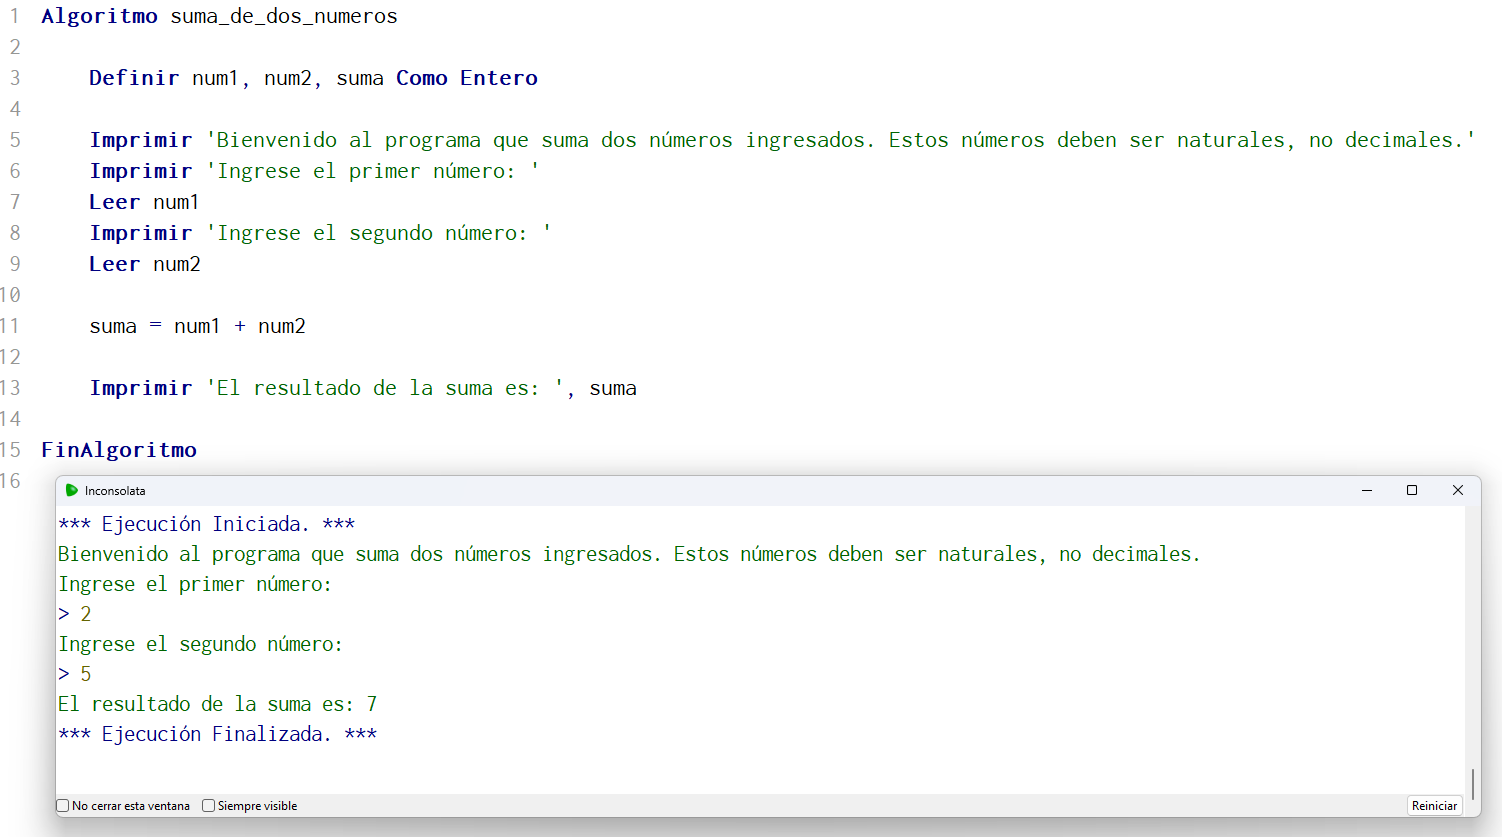 1 Algoritmo suma_de_dos_numeros
2
3 Definir num1, num2, suma Como Entero
4
5 Imprimir 'Bienvenido al programa que suma dos números ingresados. Estos números deben ser naturales, no decimales.'
6 Imprimir 'Ingrese el primer número: '
7 Leer num1
8 Imprimir 'Ingrese el segundo número: '
9 Leer num2
10
11 suma = num1 + num2
12
13 Imprimir 'El resultado de la suma es: ', suma
14
15 FinAlgoritmo
16
Inconsolata
*** Ejecución Iniciada. ***
Bienvenido al programa que suma dos números ingresados. Estos números deben ser naturales, no decimales.
Ingrese el primer número:
> 2
Ingrese el segundo número:
> 5
El resultado de la suma es: 7
*** Ejecución Finalizada. ***
No cerrar esta ventana Siempre visible Reiniciar